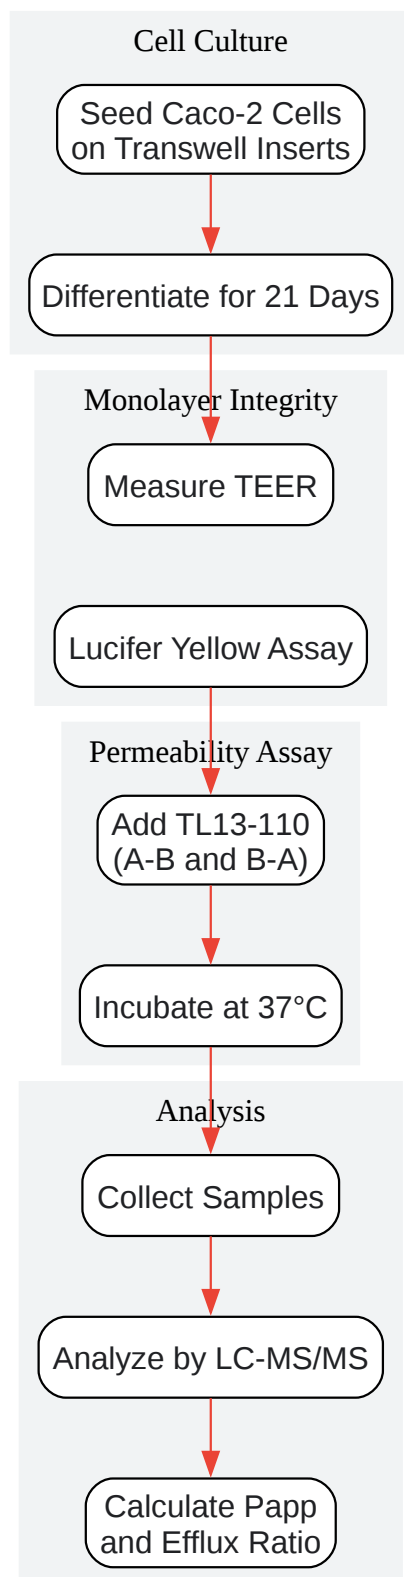 Cell Culture
Seed Caco-2 Cells
on Transwell Inserts
Differentiate for 21 Days
Monolayer Integrity
Measure TEER
Lucifer Yellow Assay
Permeability Assay
Add TL13-110
(A-B and B-A)
Incubate at 37°C
Analysis
Collect Samples
Analyze by LC-MS/MS
Calculate Papp
and Efflux Ratio